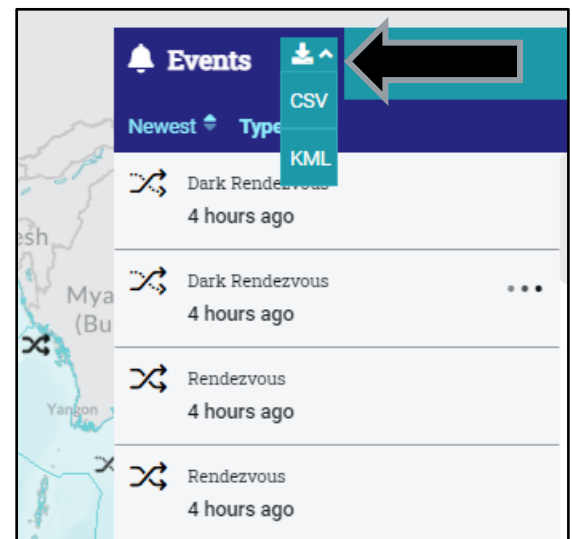 Events
CSV
Newest Type
KML
Dark Rendezvous
4 hours ago
Dark Rendezvous
4 hours ago
Rendezvous
4 hours ago
Rendezvous
4 hours ago
esh
Mya
(Bu
Yangon